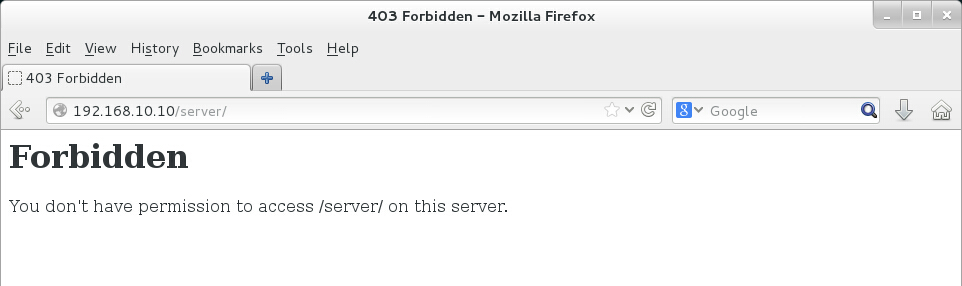 403 Forbidden - Mozilla Firefox
File Edit View History Bookmarks Tools Help
403 Forbidden
192.168.10.10/server/ Google
Forbidden
You don't have permission to access /server/ on this server.